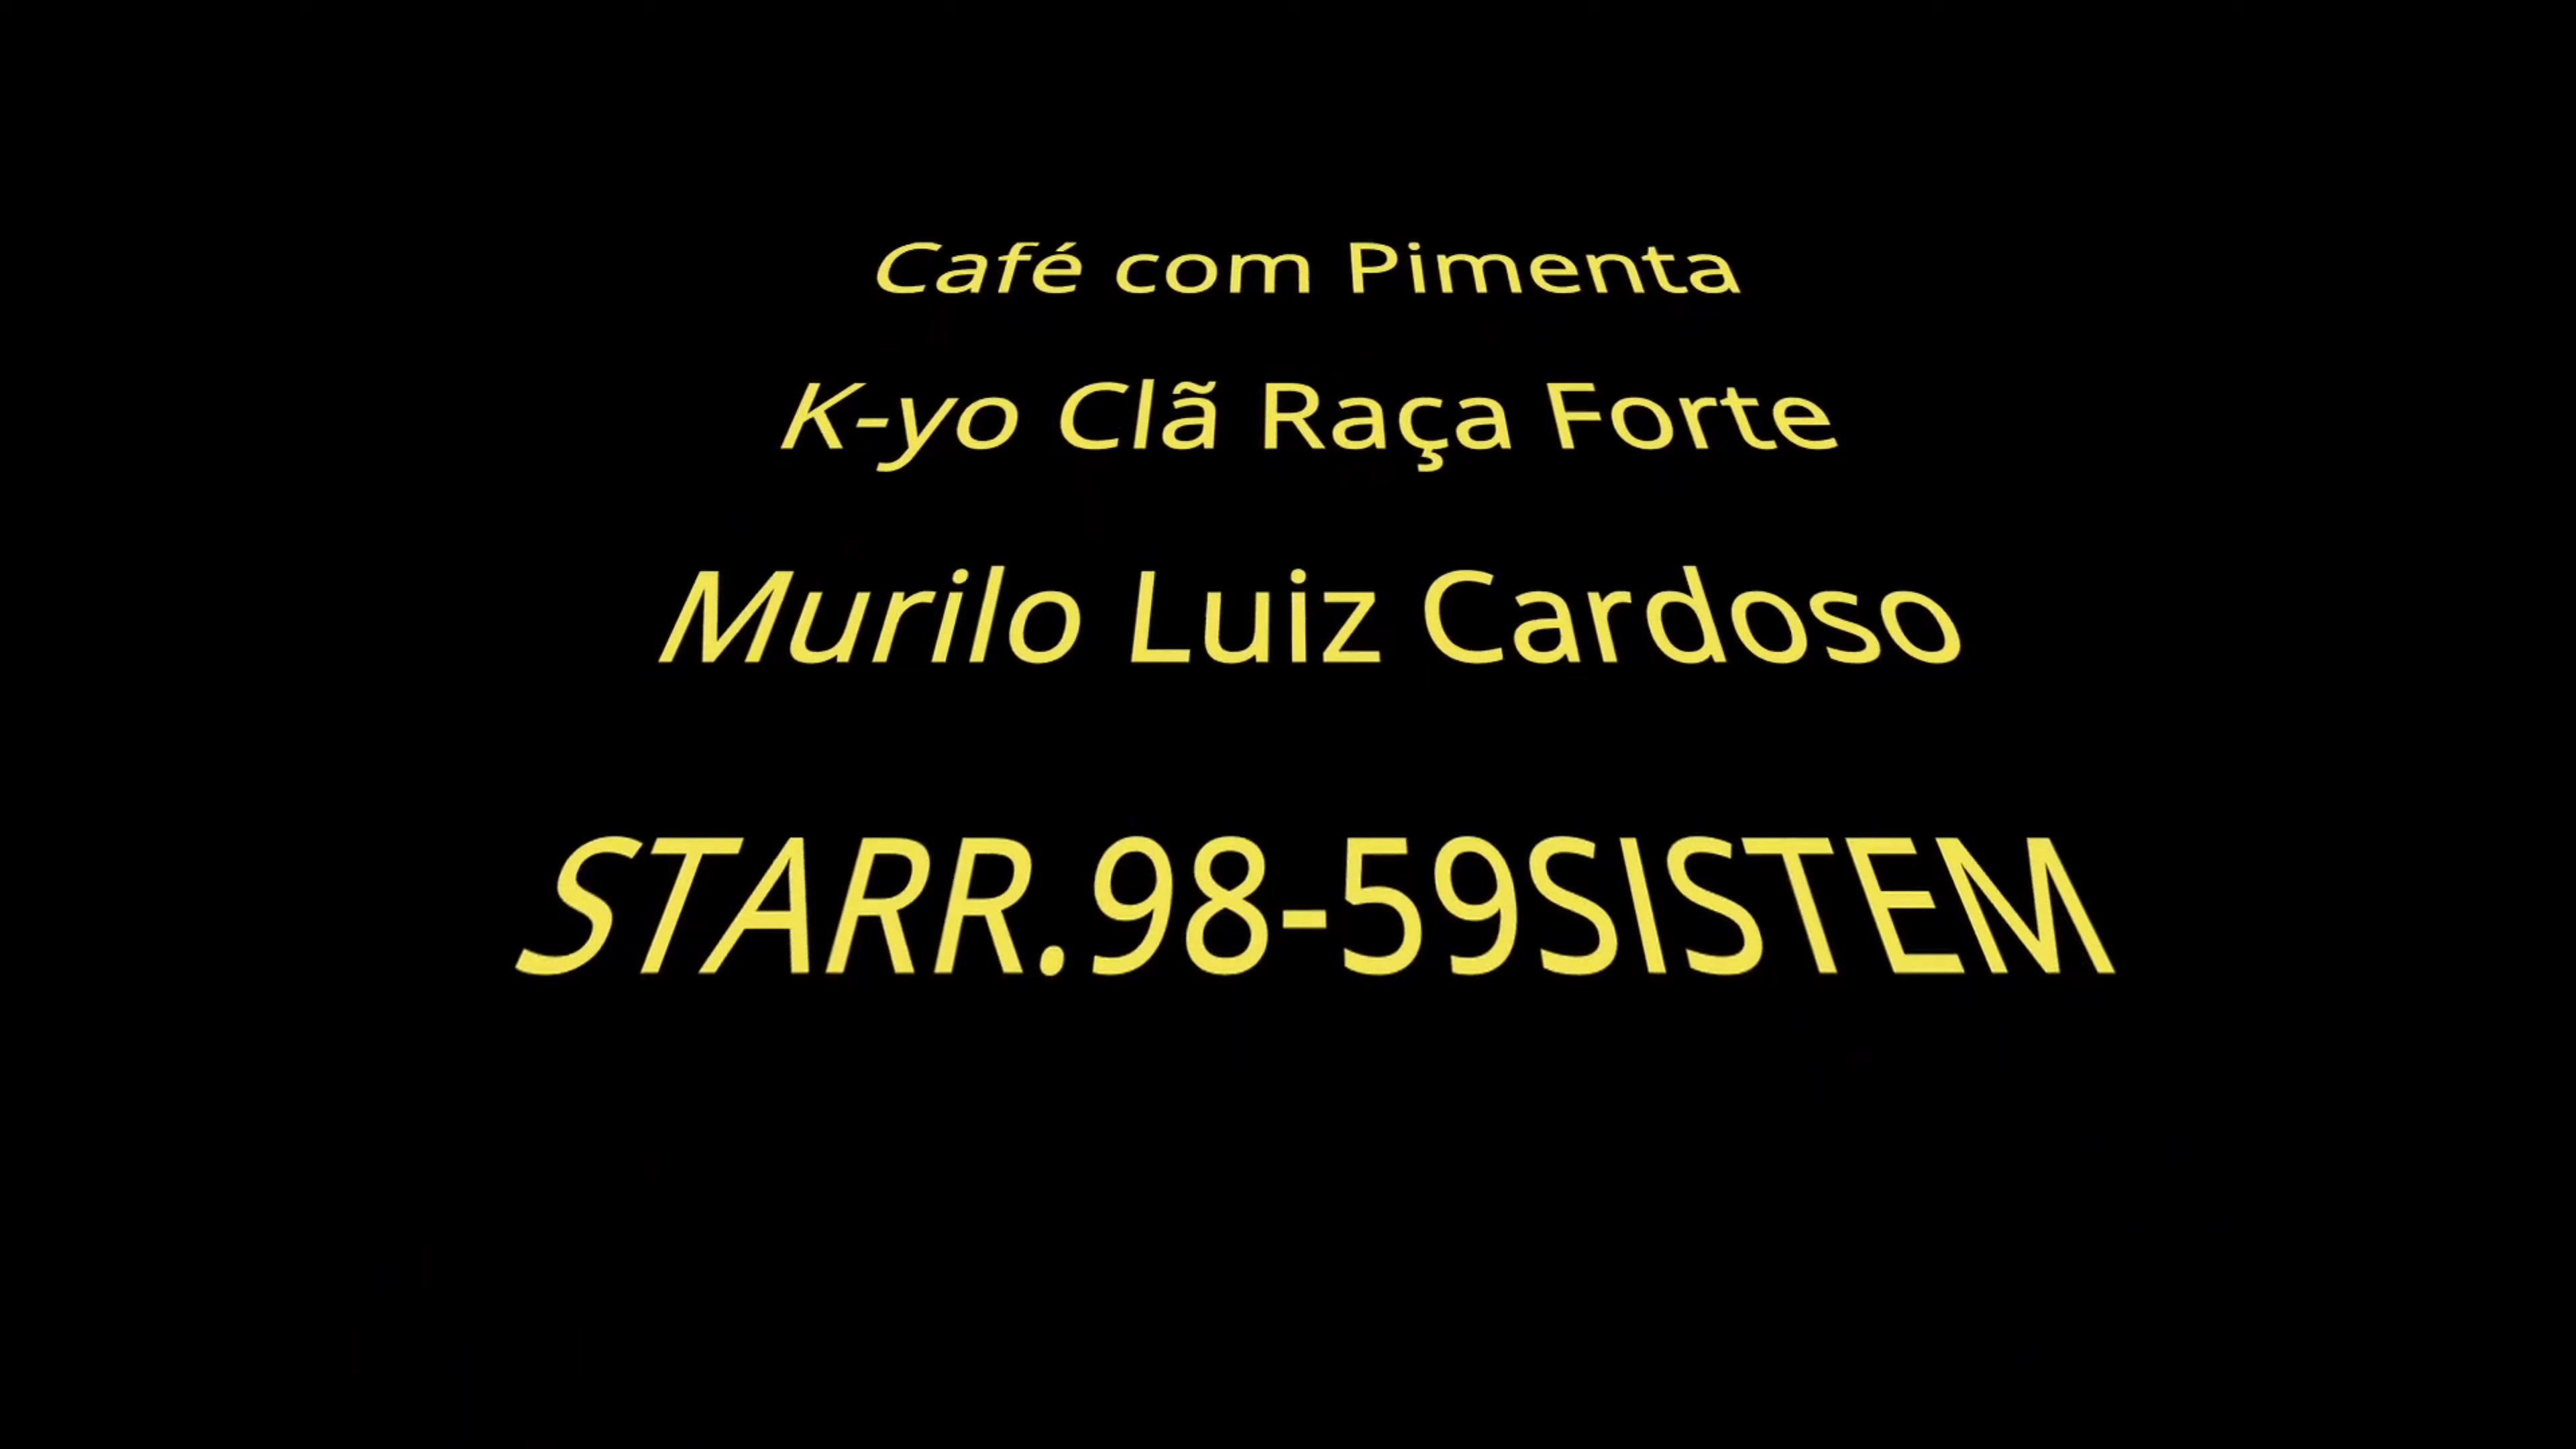 Café com Pimenta
K-yo Clã Raça Forte
Murilo Luiz Cardoso
STARR.98-59SISTEM